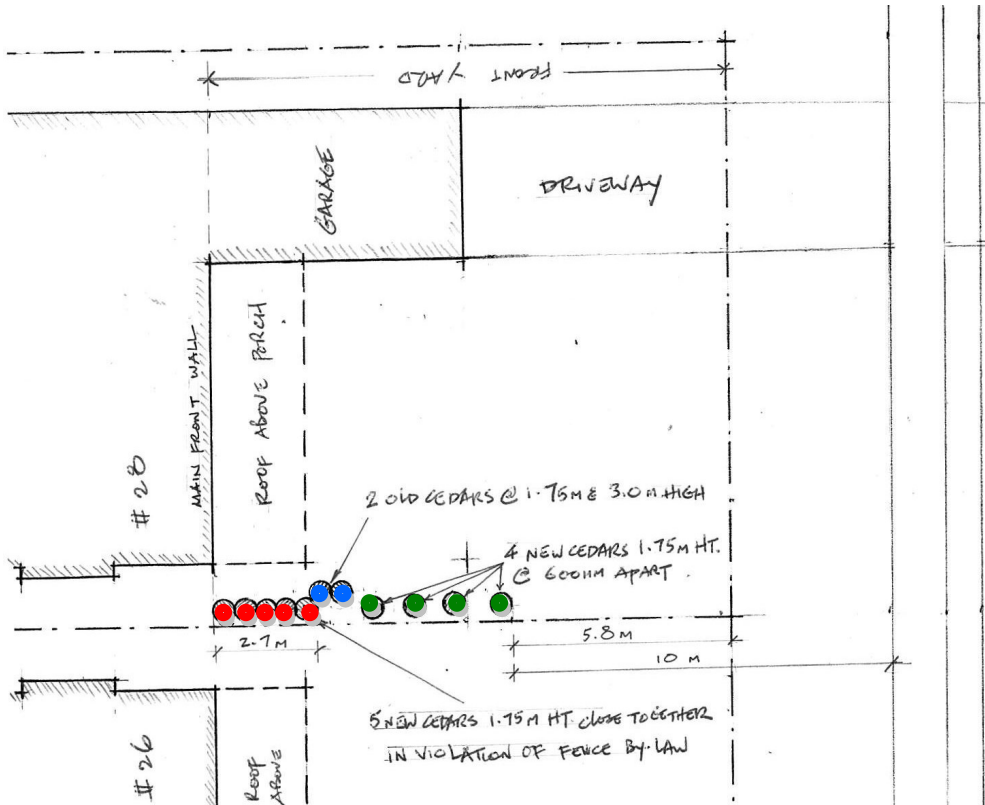 FRONT YARD
GARAGE
DRIVEWAY
MAIN FRONT WALL
ROOF ABOVE PORCH
# 28
2 OLD CEDARS @ 1.75M & 3.0M HIGH
4 NEW CEDARS 1.75M HT.
@ 600MM APART.
2.7 M
5.8 M
10 M
5 NEW CEDARS 1.75M HT. CLOSE TOGETHER
IN VIOLATION OF FENCE BY-LAW
# 26
ROOF
ABOVE